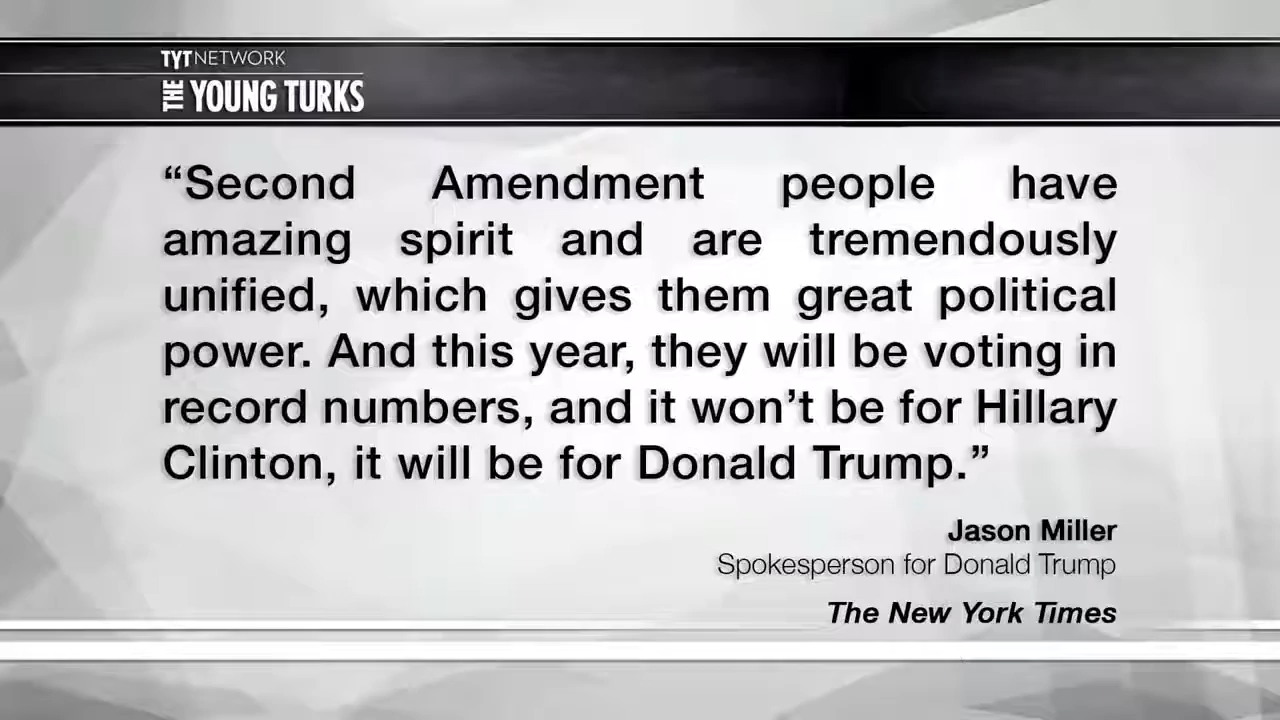 TYT NETWORK
THE YOUNG TURKS
“Second Amendment people have
amazing spirit and are tremendously
unified, which gives them great political
power. And this year, they will be voting in
record numbers, and it won’t be for Hillary
Clinton, it will be for Donald Trump.”
Jason Miller
Spokesperson for Donald Trump
The New York Times